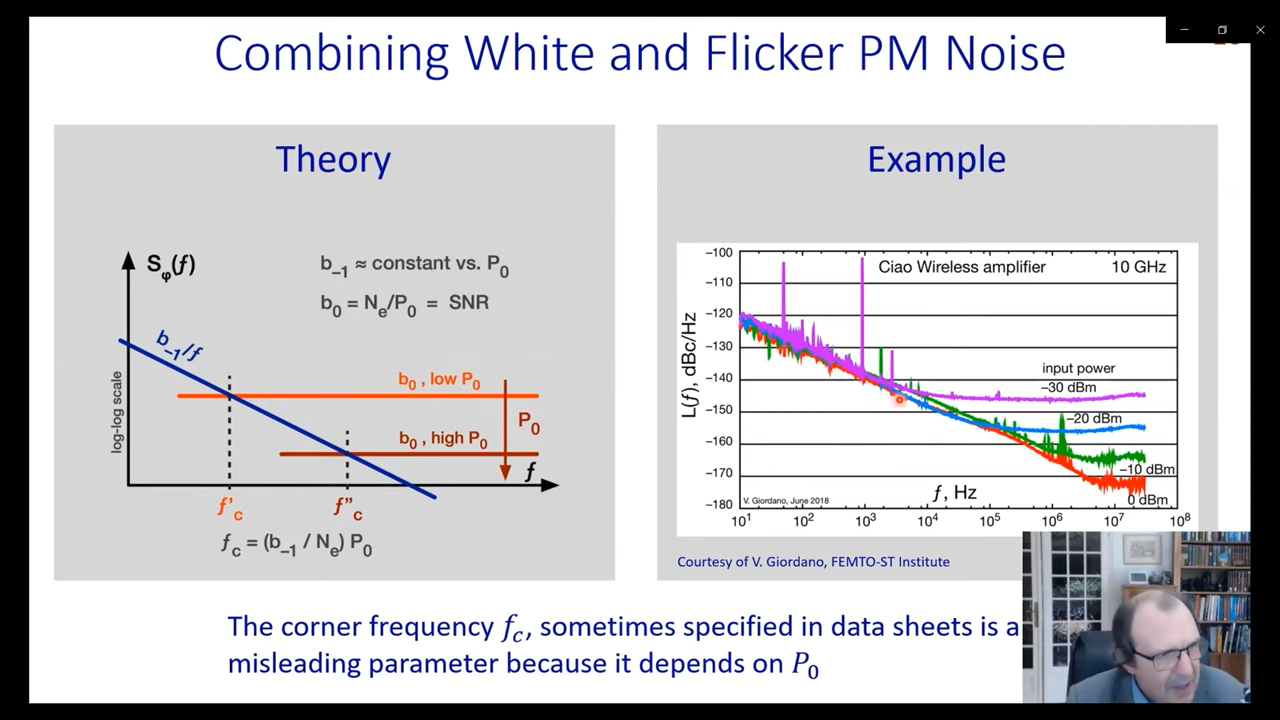 Combining White and Flicker PM Noise
Theory
Sφ(f)
b₋₁ ≈ constant vs. P₀
b₀ = Nₑ/P₀ = SNR
b₋₁/f
log-log scale
b₀ , low P₀
b₀ , high P₀
P₀
f
f'c
f"c
fc = (b₋₁ / Nₑ) P₀
Example
Ciao Wireless amplifier
10 GHz
L(f), dBc/Hz
−100
−110
−120
−130
−140
−150
−160
−170
−180
input power
−30 dBm
−20 dBm
−10 dBm
0 dBm
f, Hz
V. Giordano, June 2018
10¹ 10² 10³ 10⁴ 10⁵ 10⁶ 10⁷ 10⁸
Courtesy of V. Giordano, FEMTO-ST Institute
The corner frequency fc, sometimes specified in data sheets is a
misleading parameter because it depends on P₀